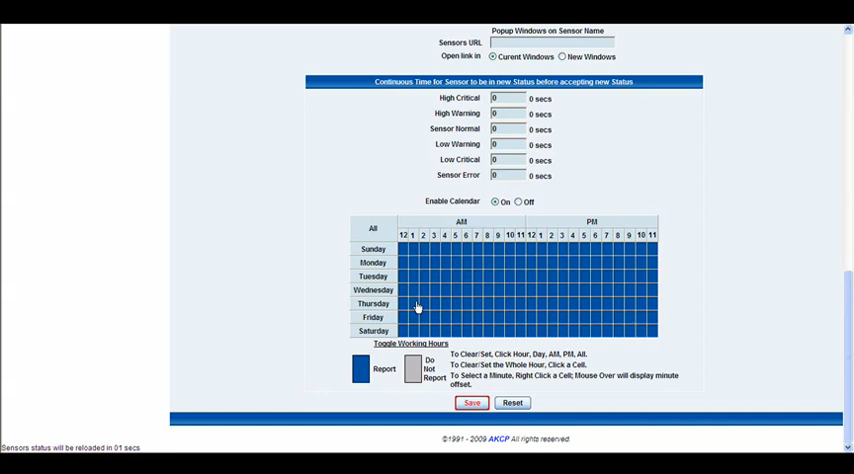 Popup Windows on Sensor Name
Sensors URL
Open link in Curent Windows New Windows
Continuous Time for Sensor to be in new Status before accepting new Status
High Critical 0 0 secs
High Warning 0 0 secs
Sensor Normal 0 0 secs
Low Warning 0 0 secs
Low Critical 0 0 secs
Sensor Error 0 0 secs
Enable Calendar On Off
All AM PM
12 1 2 3 4 5 6 7 8 9 10 11 12 1 2 3 4 5 6 7 8 9 10 11
Sunday
Monday
Tuesday
Wednesday
Thursday
Friday
Saturday
Toggle Working Hours
Report
Do
Not
Report
To Clear/Set, Click Hour, Day, AM, PM, All.
To Clear/Set the Whole Hour, Click a Cell.
To Select a Minute, Right Click a Cell; Mouse Over will display minute
offset.
Save Reset
©1991 - 2009 AKCP All rights reserved.
Sensors status will be reloaded in 01 secs